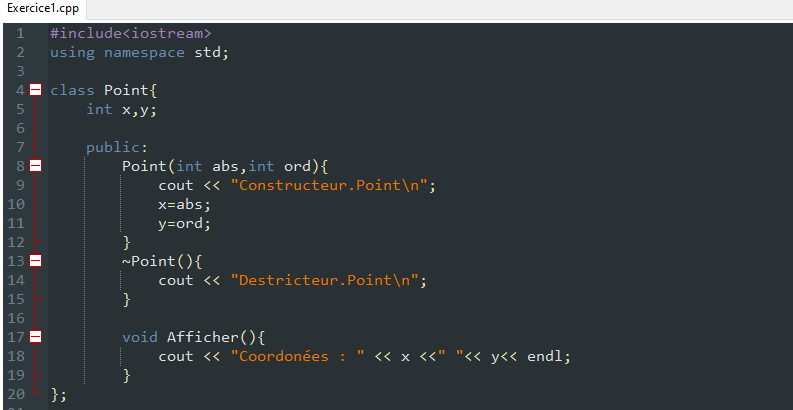 Exercice1.cpp
1 #include<iostream>
2 using namespace std;
3
4 class Point{
5 int x,y;
6
7 public:
8 Point(int abs,int ord){
9 cout << "Constructeur.Point\n";
10 x=abs;
11 y=ord;
12 }
13 ~Point(){
14 cout << "Destricteur.Point\n";
15 }
16
17 void Afficher(){
18 cout << "Coordonées : " << x <<" "<< y<< endl;
19 }
20 };